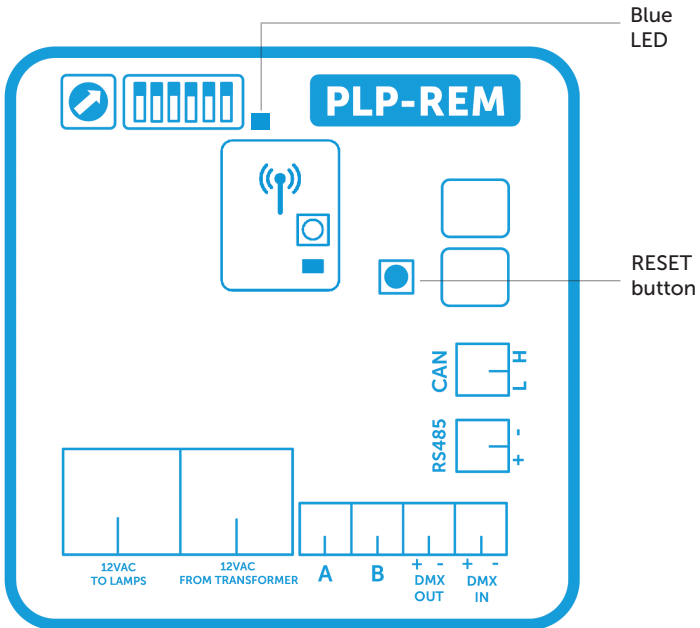 Blue
LED
PLP-REM
RESET
button
CAN
H
L
RS485
-
+
12VAC
TO LAMPS
12VAC
FROM TRANSFORMER
A
B
+ -
DMX
OUT
+ -
DMX
IN